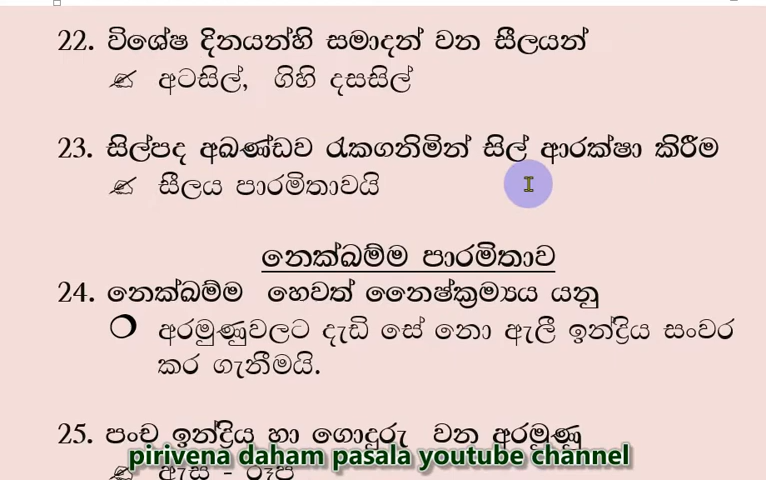 22. විශේෂ දිනයන්හි සමාදන් වන සීලයන්
අටසිල්, ගිහි දසසිල්
23. සිල්පද අඛණ්ඩව රැකගනිමින් සිල් ආරක්ෂා කිරීම
සීලය පාරමිතාවයි
නෙක්ඛම්ම පාරමිතාව
24. නෙක්ඛම්ම හෙවත් නෛෂ්ක්‍රම්‍යය යනු
අරමුණුවලට දැඩි සේ නො ඇලී ඉන්ද්‍රිය සංවර
කර ගැනීමයි.
25. පංච ඉන්ද්‍රිය හා ගොදුරු වන අරමුණු
pirivena daham pasala youtube channel
ඇස - රූප